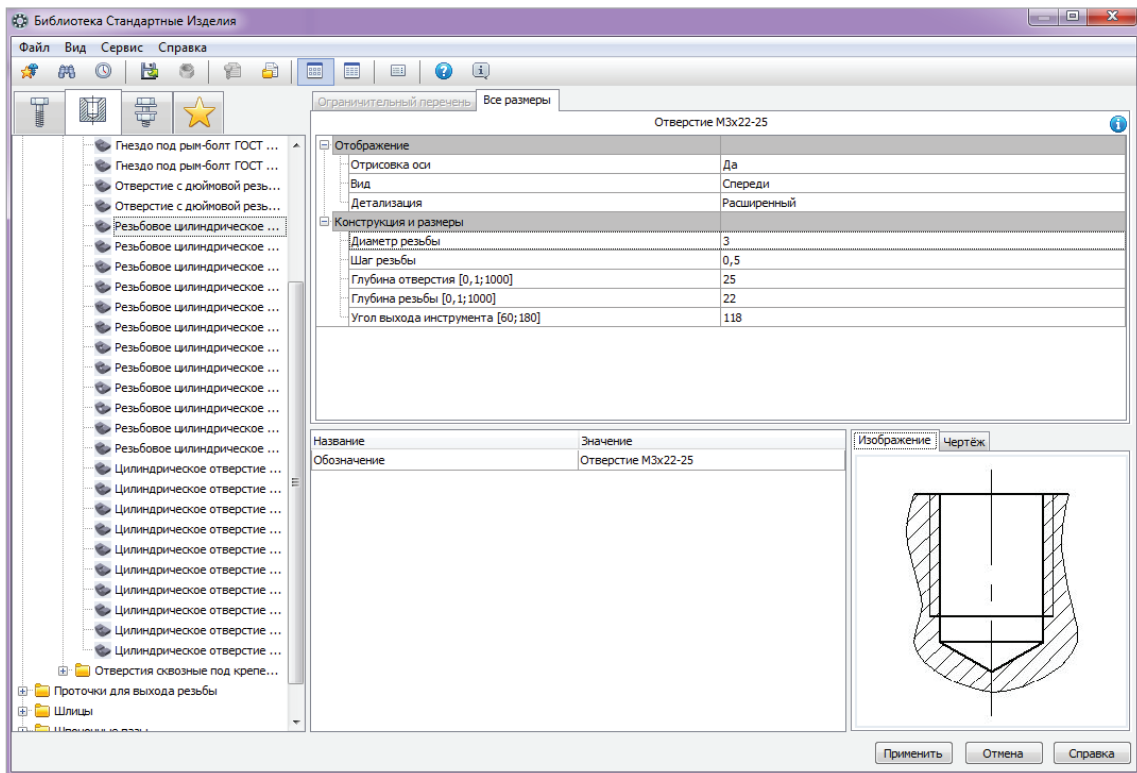 Библиотека Стандартные Изделия
Файл Вид Сервис Справка
Ограничительный перечень Все размеры
Отверстие М3х22-25
Гнездо под рым-болт ГОСТ ...
Гнездо под рым-болт ГОСТ ...
Отверстие с дюймовой резь...
Отверстие с дюймовой резь...
Резьбовое цилиндрическое ...
Резьбовое цилиндрическое ...
Резьбовое цилиндрическое ...
Резьбовое цилиндрическое ...
Резьбовое цилиндрическое ...
Резьбовое цилиндрическое ...
Резьбовое цилиндрическое ...
Резьбовое цилиндрическое ...
Резьбовое цилиндрическое ...
Резьбовое цилиндрическое ...
Резьбовое цилиндрическое ...
Резьбовое цилиндрическое ...
Цилиндрическое отверстие ...
Цилиндрическое отверстие ...
Цилиндрическое отверстие ...
Цилиндрическое отверстие ...
Цилиндрическое отверстие ...
Цилиндрическое отверстие ...
Цилиндрическое отверстие ...
Цилиндрическое отверстие ...
Цилиндрическое отверстие ...
Цилиндрическое отверстие ...
Отверстия сквозные под крепе...
Проточки для выхода резьбы
Шлицы
Шпоночные пазы
Отображение
Отрисовка оси Да
Вид Спереди
Детализация Расширенный
Конструкция и размеры
Диаметр резьбы 3
Шаг резьбы 0,5
Глубина отверстия [0,1;1000] 25
Глубина резьбы [0,1;1000] 22
Угол выхода инструмента [60;180] 118
Название Значение
Обозначение Отверстие М3х22-25
Изображение Чертёж
Применить Отмена Справка